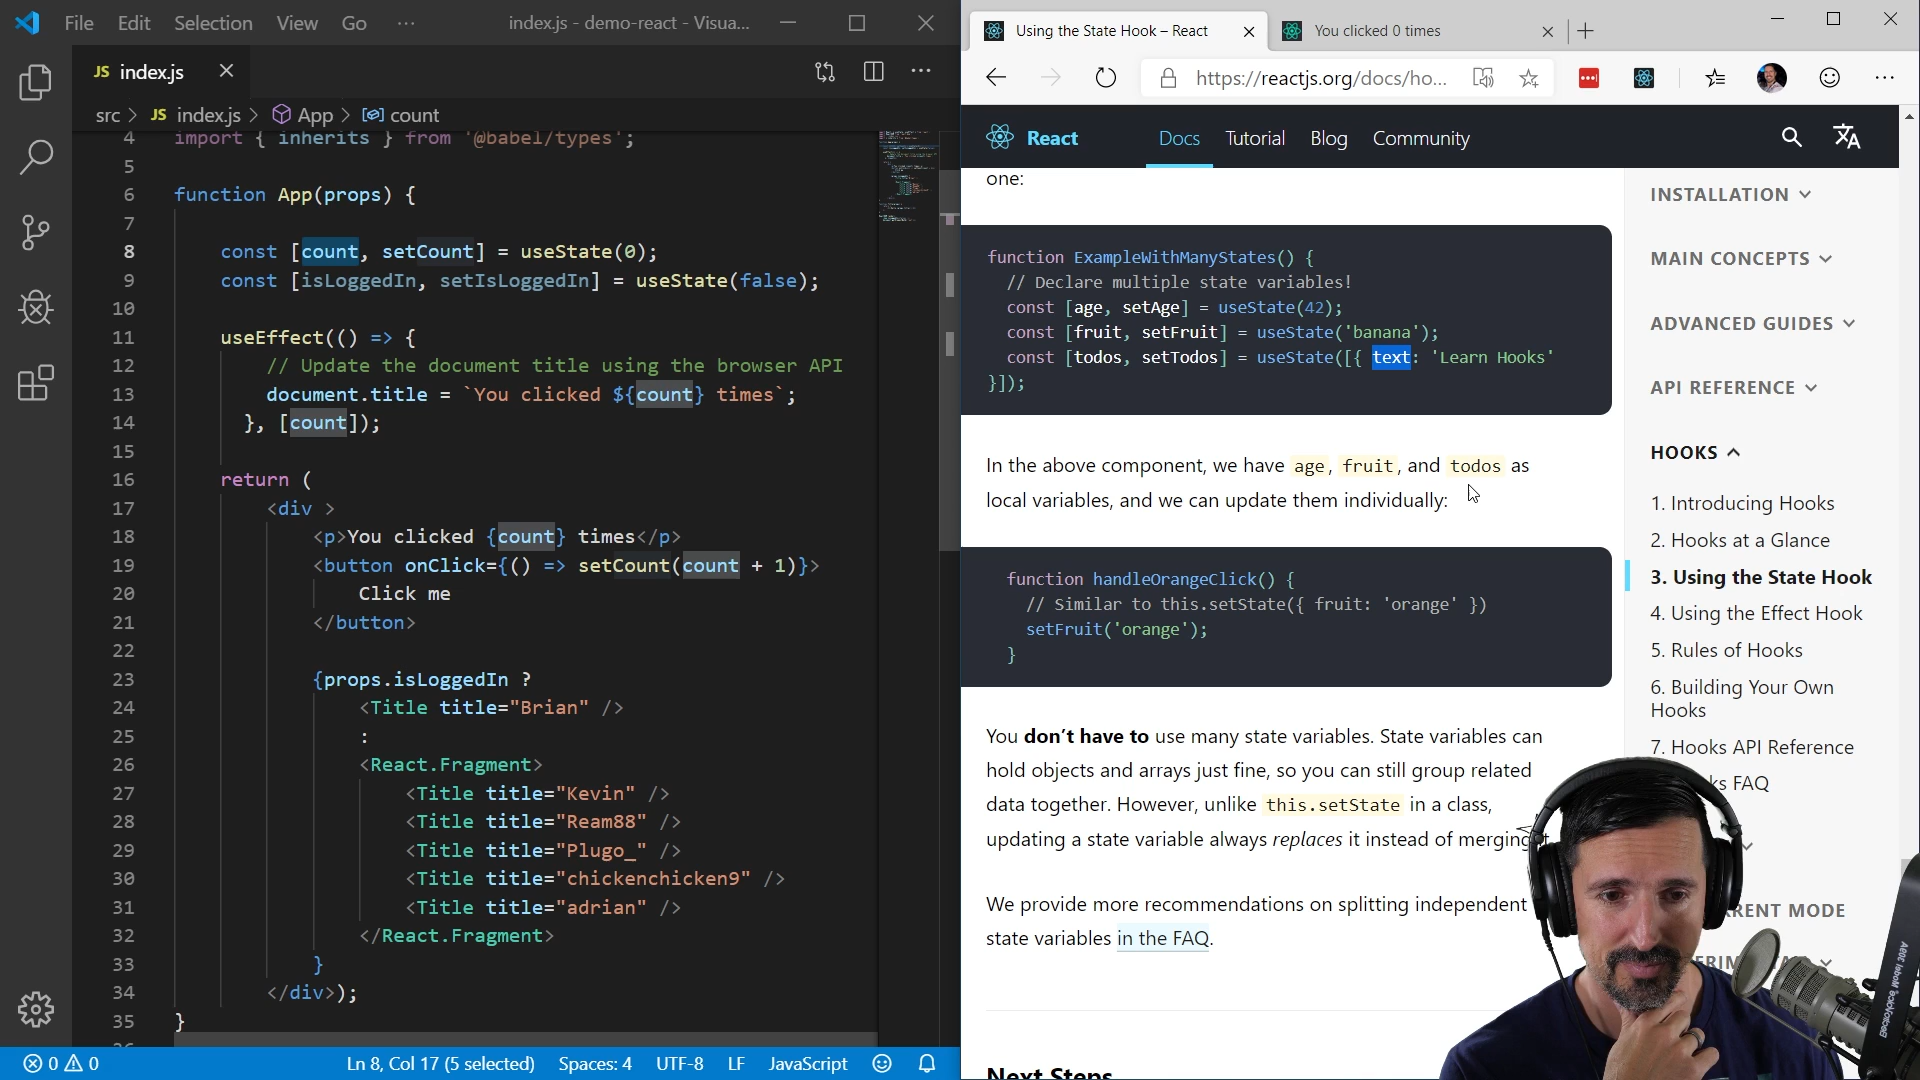 File Edit Selection View Go ··· index.js - demo-react - Visua...
JS index.js
src > JS index.js > App > count
4 import { inherits } from '@babel/types';
5
6 function App(props) {
7
8 const [count, setCount] = useState(0);
9 const [isLoggedIn, setIsLoggedIn] = useState(false);
10
11 useEffect(() => {
12 // Update the document title using the browser API
13 document.title = `You clicked ${count} times`;
14 }, [count]);
15
16 return (
17 <div >
18 <p>You clicked {count} times</p>
19 <button onClick={() => setCount(count + 1)}>
20 Click me
21 </button>
22
23 {props.isLoggedIn ?
24 <Title title="Brian" />
25 :
26 <React.Fragment>
27 <Title title="Kevin" />
28 <Title title="Ream88" />
29 <Title title="Plugo_" />
30 <Title title="chickenchicken9" />
31 <Title title="adrian" />
32 </React.Fragment>
33 }
34 </div>);
35 }
0 0 Ln 8, Col 17 (5 selected) Spaces: 4 UTF-8 LF JavaScript
Using the State Hook – React
You clicked 0 times
https://reactjs.org/docs/ho...
React Docs Tutorial Blog Community
one:
function ExampleWithManyStates() {
// Declare multiple state variables!
const [age, setAge] = useState(42);
const [fruit, setFruit] = useState('banana');
const [todos, setTodos] = useState([{ text: 'Learn Hooks'
}]);
In the above component, we have age, fruit, and todos as
local variables, and we can update them individually:
function handleOrangeClick() {
// Similar to this.setState({ fruit: 'orange' })
setFruit('orange');
}
You don't have to use many state variables. State variables can
hold objects and arrays just fine, so you can still group related
data together. However, unlike this.setState in a class,
updating a state variable always replaces it instead of merging
We provide more recommendations on splitting independent
state variables in the FAQ.
Next Steps
INSTALLATION
MAIN CONCEPTS
ADVANCED GUIDES
API REFERENCE
HOOKS
1. Introducing Hooks
2. Hooks at a Glance
3. Using the State Hook
4. Using the Effect Hook
5. Rules of Hooks
6. Building Your Own
Hooks
7. Hooks API Reference
FAQ
MODE